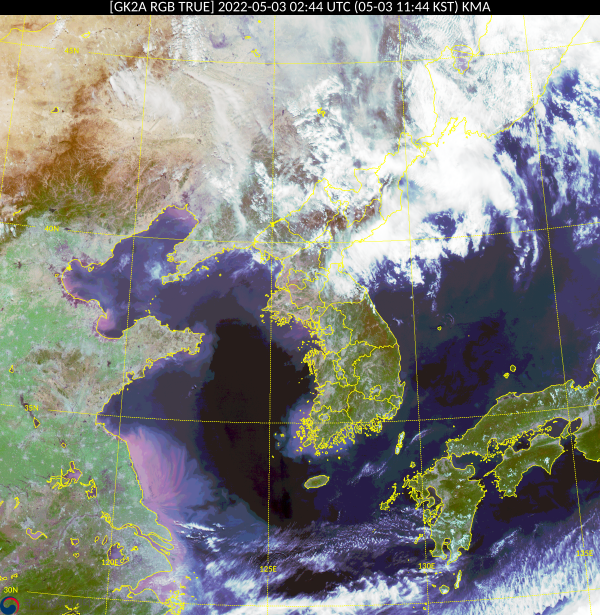 [GK2A RGB TRUE] 2022-05-03 02:44 UTC (05-03 11:44 KST) KMA
40N
35N
120E
125E
130E
30N